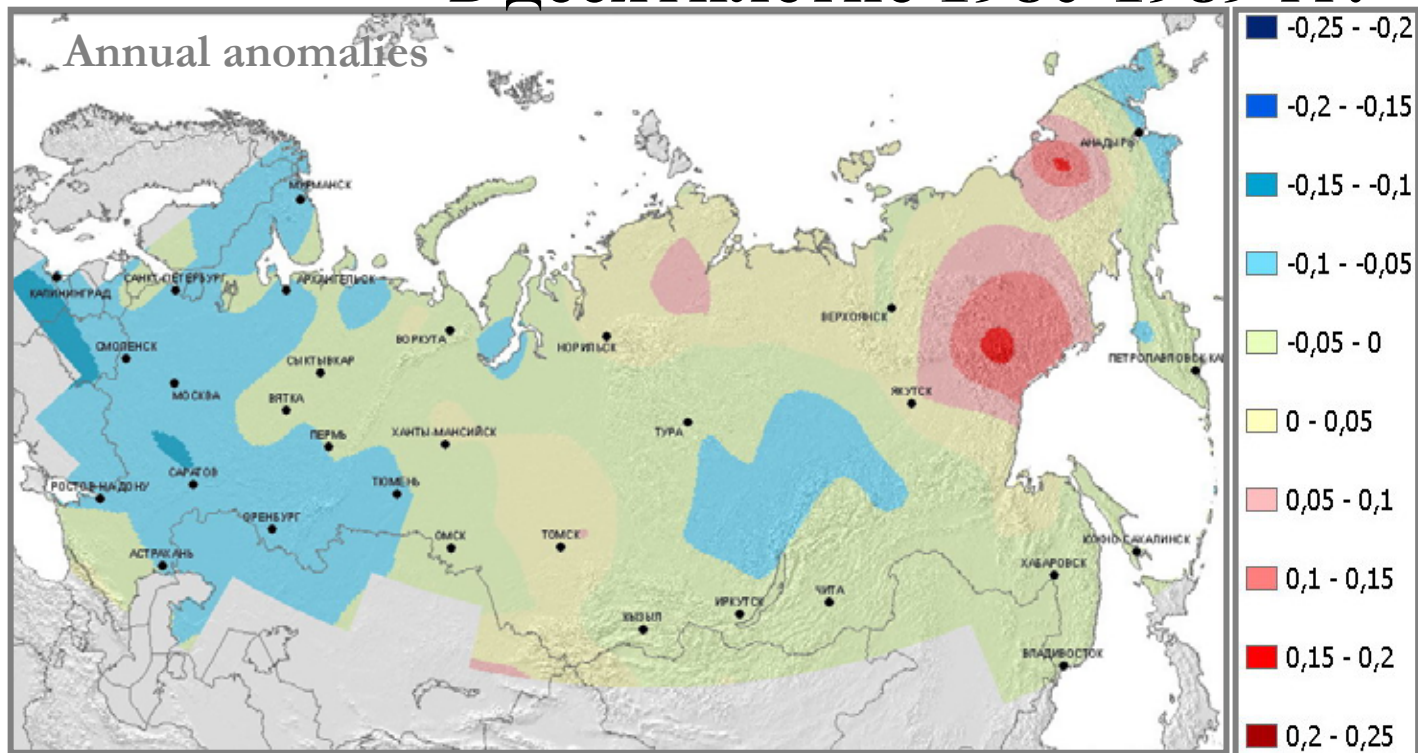 Annual anomalies
МУРМАНСК
АНАДЫРЬ
КАЛИНИНГРАД
САНКТ-ПЕТЕРБУРГ
АРХАНГЕЛЬСК
ВОРКУТА
НОРИЛЬСК
ВЕРХОЯНСК
СМОЛЕНСК
СЫКТЫВКАР
ПЕТРОПАВЛОВСК-КА
МОСКВА
ВЯТКА
ЯКУТСК
ПЕРМЬ
ХАНТЫ-МАНСИЙСК
ТУРА
САРАТОВ
РОСТОВ-НА-ДОНУ
ТЮМЕНЬ
ОРЕНБУРГ
ОМСК
ТОМСК
ЮЖНО-САХАЛИНСК
АСТРАХАНЬ
ХАБАРОВСК
ИРКУТСК
ЧИТА
КЫЗЫЛ
ВЛАДИВОСТОК
-0,25 - -0,2
-0,2 - -0,15
-0,15 - -0,1
-0,1 - -0,05
-0,05 - 0
0 - 0,05
0,05 - 0,1
0,1 - 0,15
0,15 - 0,2
0,2 - 0,25